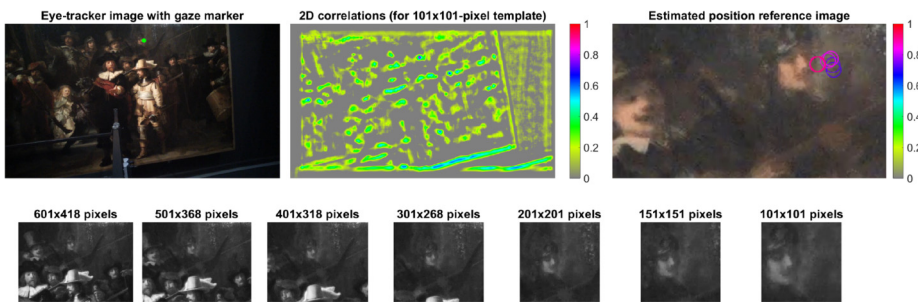 Eye-tracker image with gaze marker
2D correlations (for 101x101-pixel template)
1
0.8
0.6
0.4
0.2
0
Estimated position reference image
1
0.8
0.6
0.4
0.2
0
601x418 pixels
501x368 pixels
401x318 pixels
301x268 pixels
201x201 pixels
151x151 pixels
101x101 pixels